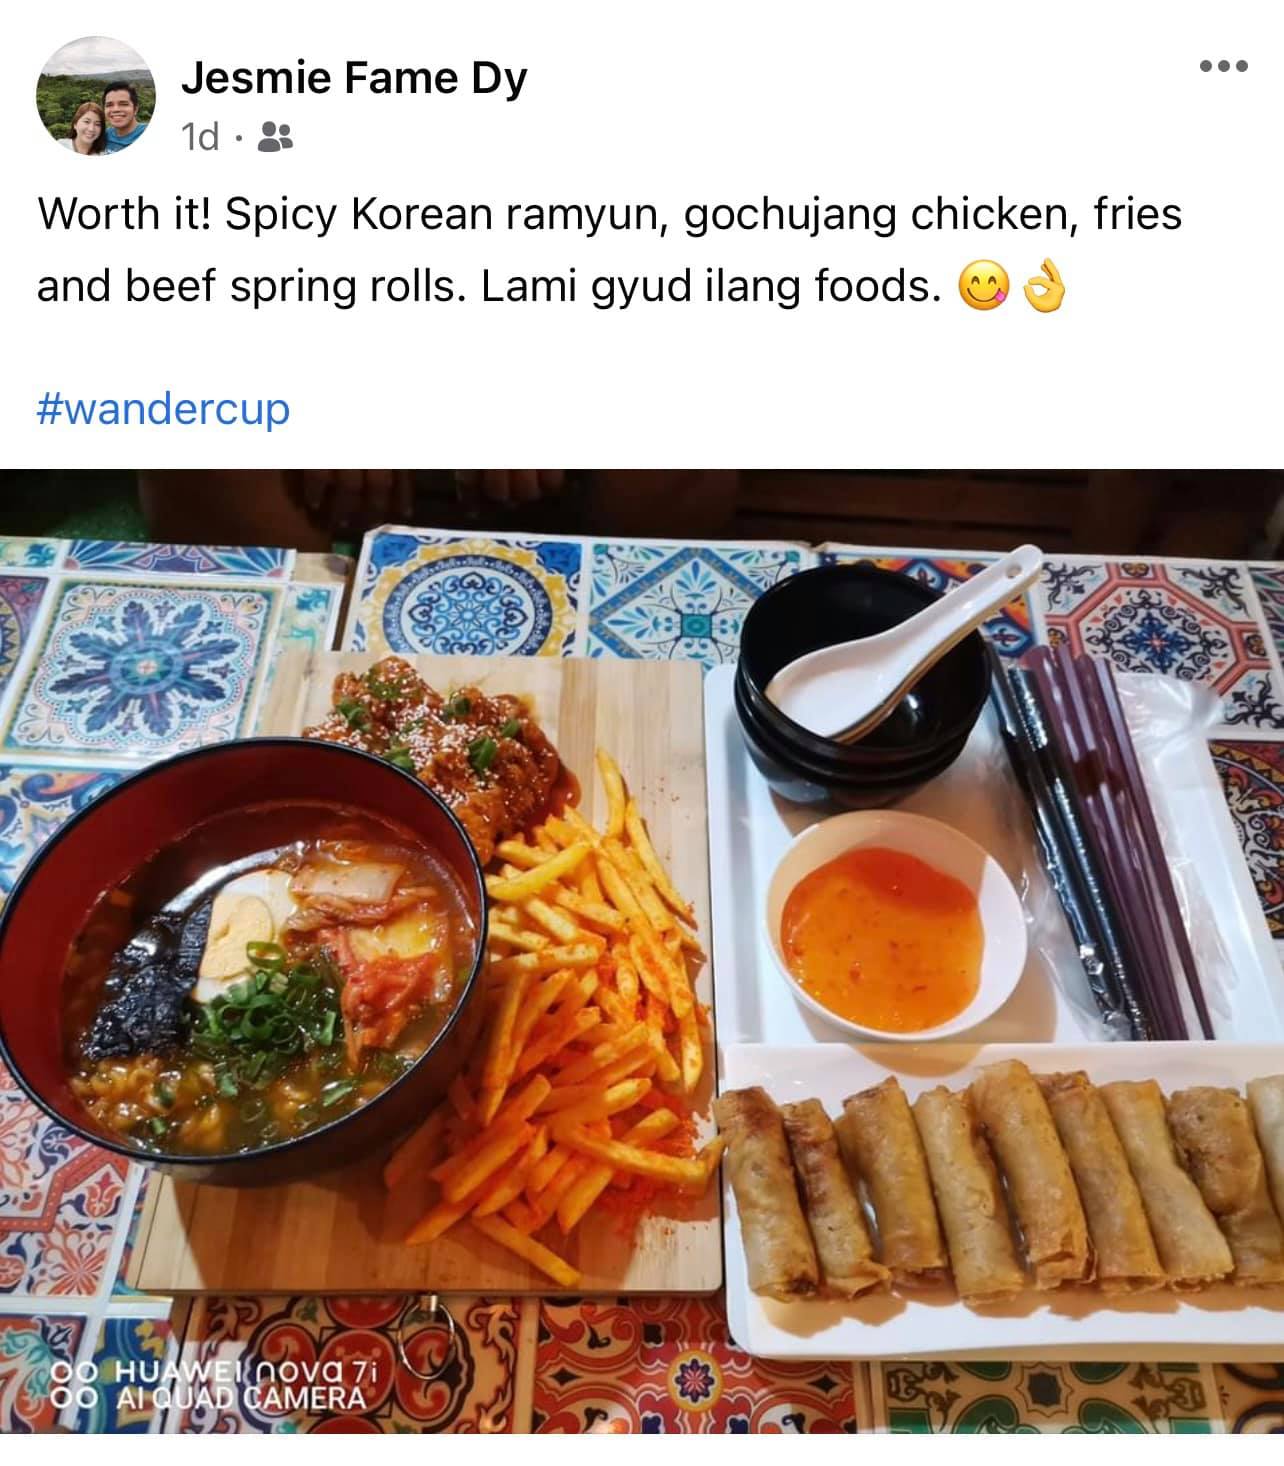 Jesmie Fame Dy
1d ·
Worth it! Spicy Korean ramyun, gochujang chicken, fries
and beef spring rolls. Lami gyud ilang foods. 😋👌
#wandercup
HUAWEI nova 7i
AI QUAD CAMERA